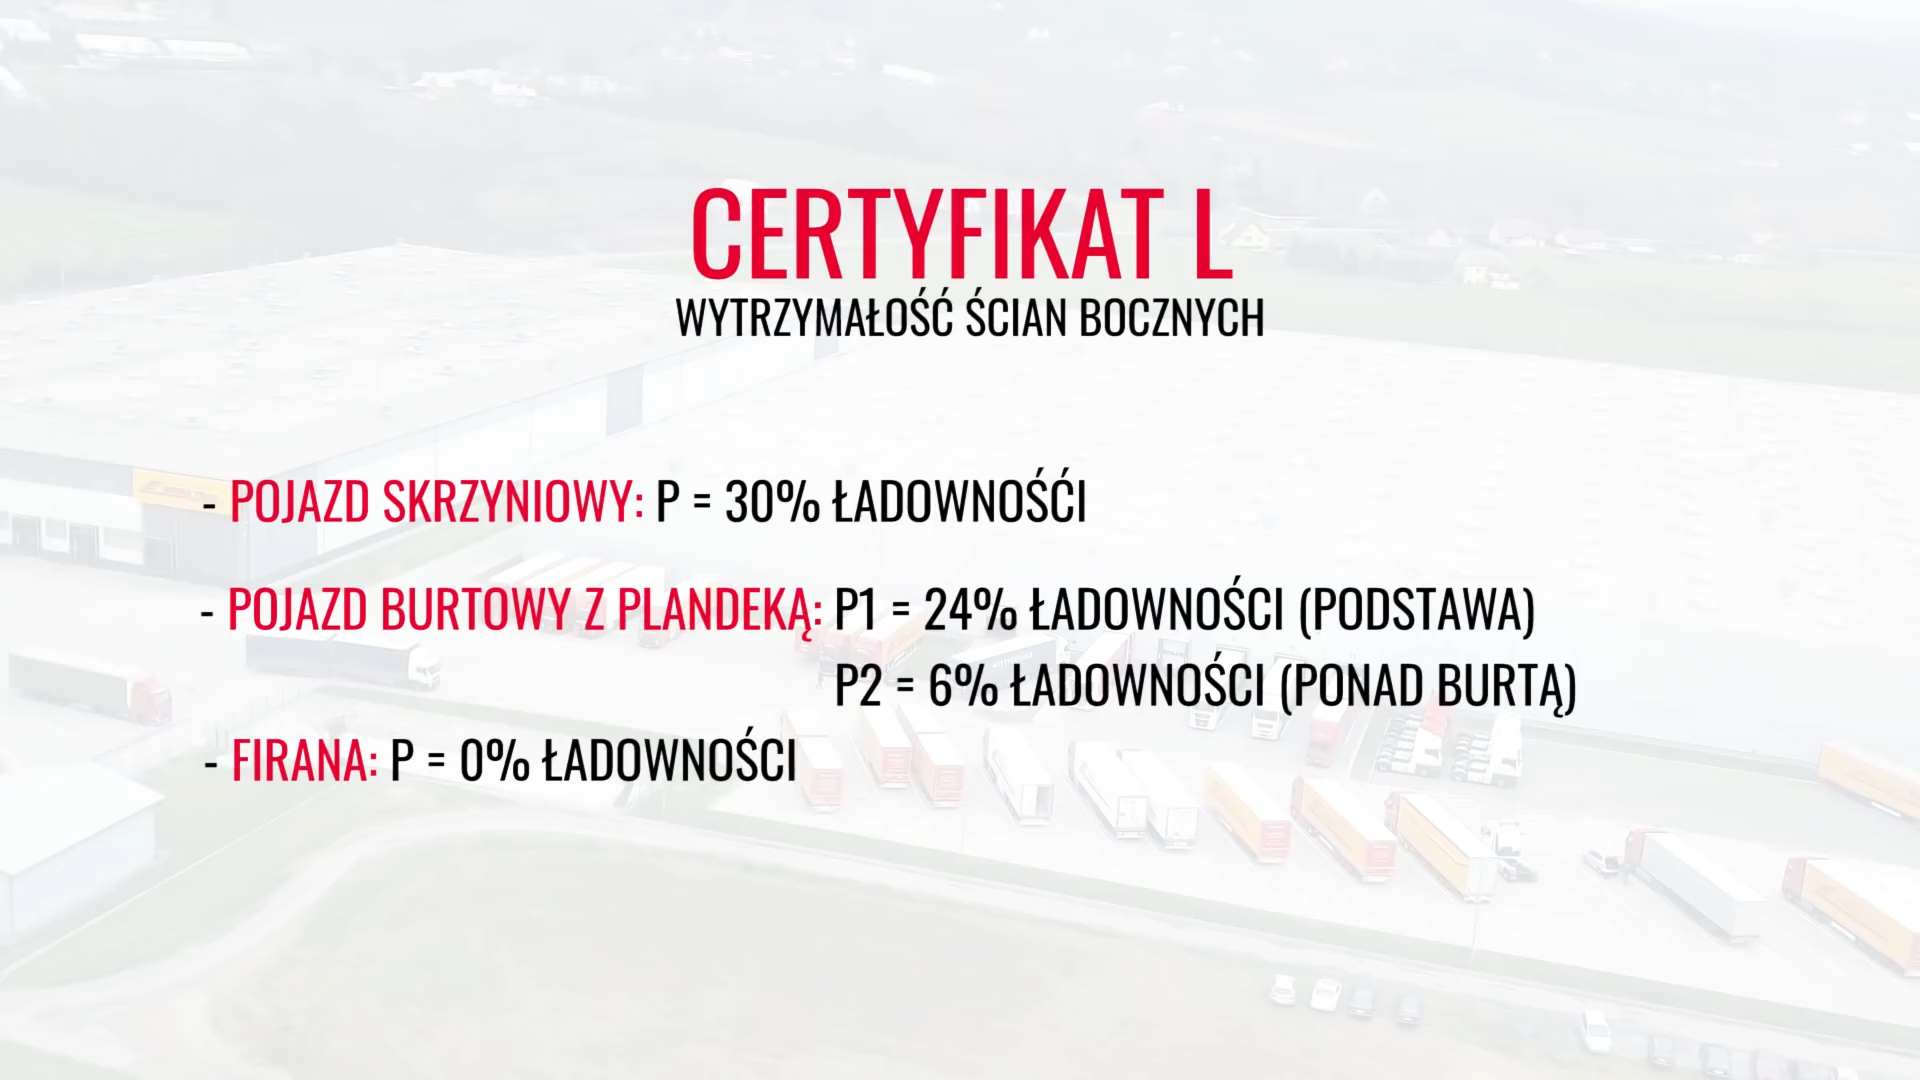 CERTYFIKAT L
WYTRZYMAŁOŚĆ ŚCIAN BOCZNYCH
- POJAZD SKRZYNIOWY: P = 30% ŁADOWNOŚĆI
- POJAZD BURTOWY Z PLANDEKĄ: P1 = 24% ŁADOWNOŚCI (PODSTAWA)
P2 = 6% ŁADOWNOŚCI (PONAD BURTĄ)
- FIRANA: P = 0% ŁADOWNOŚCI